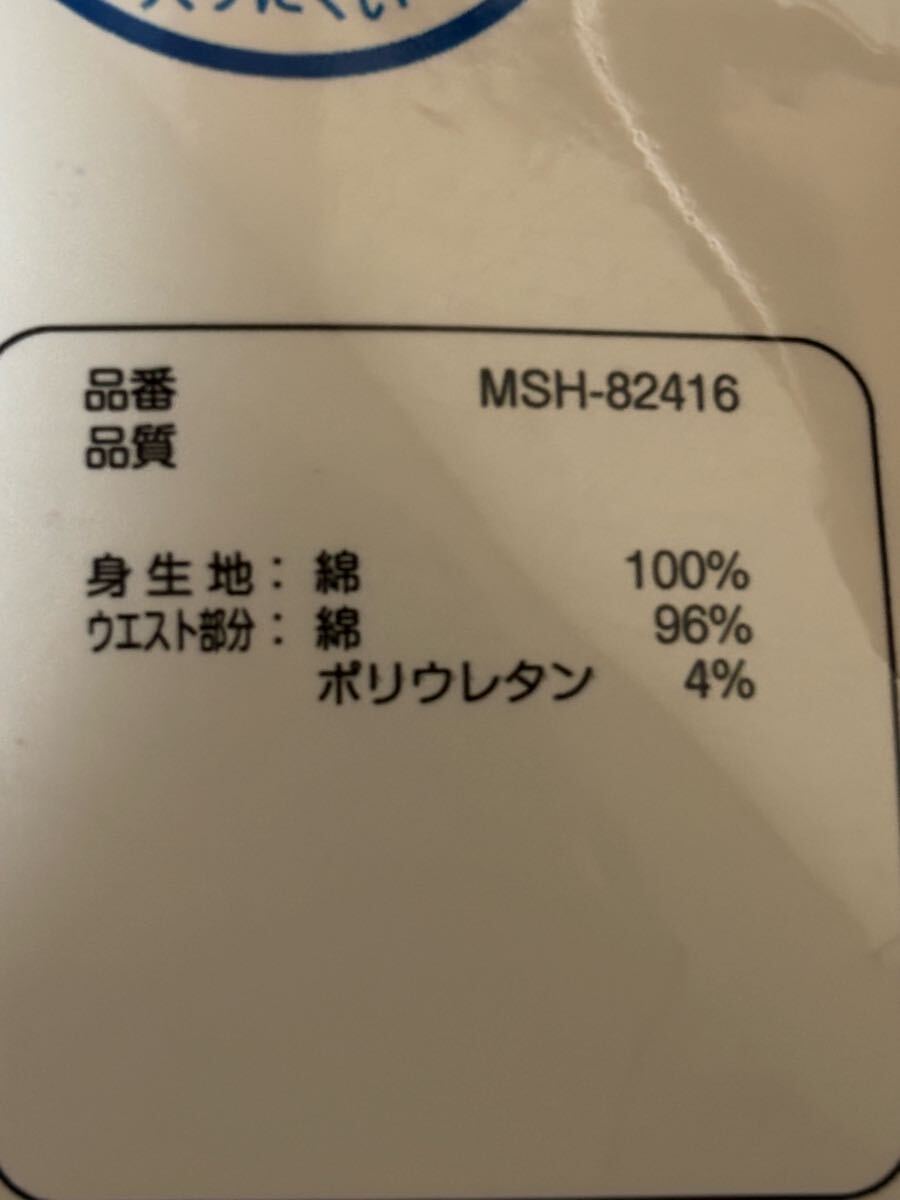 品番 MSH-82416
品質
身生地：綿 100%
ウエスト部分：綿 96%
ポリウレタン 4%